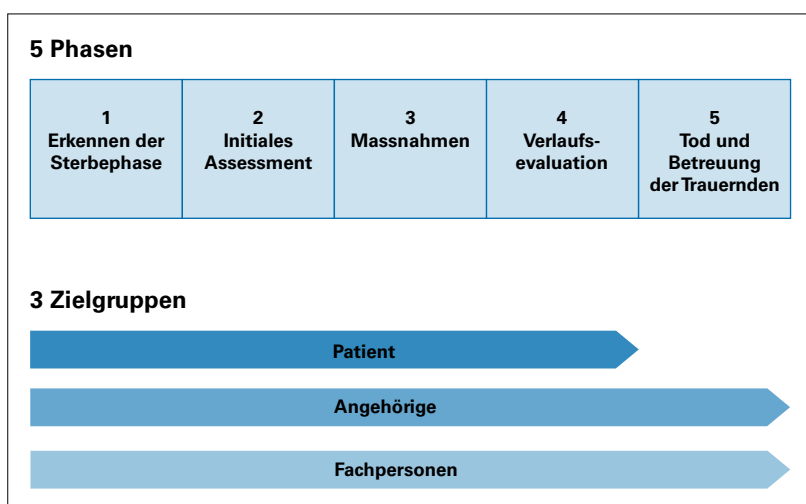 5 Phasen
1
Erkennen der
Sterbephase
2
Initiales
Assessment
3
Massnahmen
4
Verlaufs-
evaluation
5
Tod und
Betreuung
der Trauernden
3 Zielgruppen
Patient
Angehörige
Fachpersonen